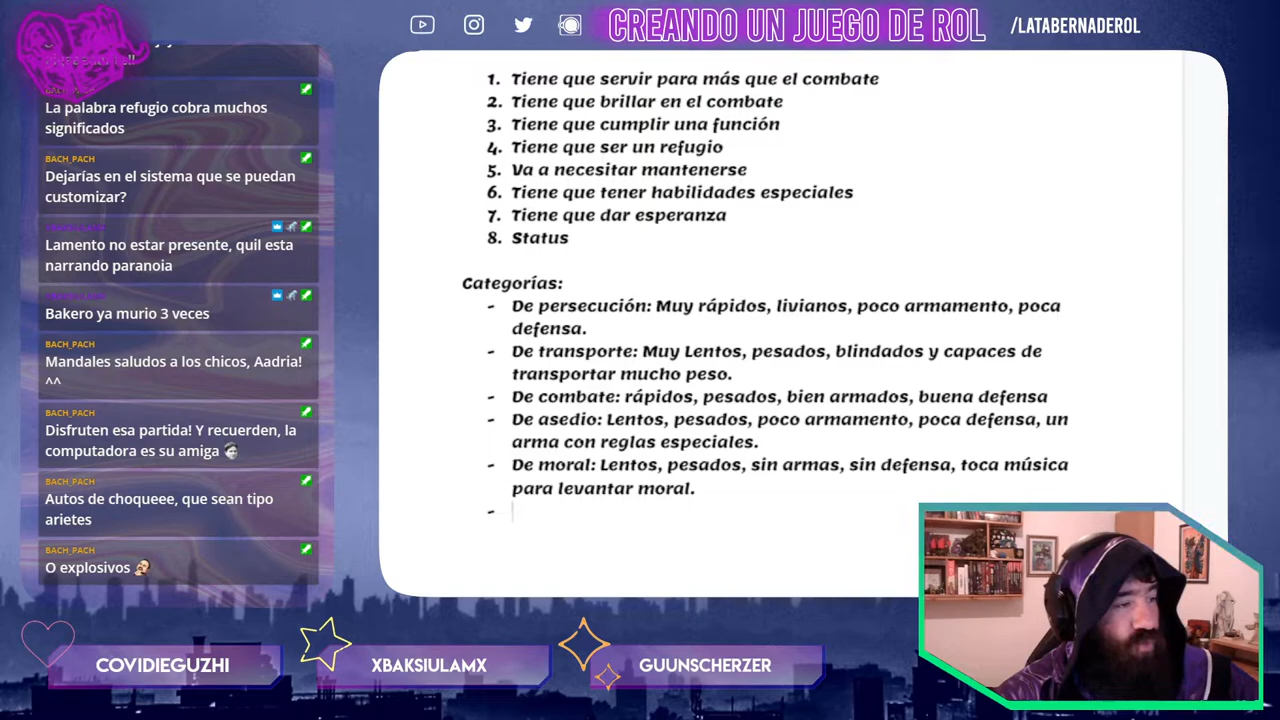 CREANDO UN JUEGO DE ROL
/LATABERNADEROL
La palabra refugio cobra muchos
significados
BACH_PACH
Dejarías en el sistema que se puedan
customizar?
Lamento no estar presente, quil esta
narrando paranoia
Bakero ya murio 3 veces
BACH_PACH
Mandales saludos a los chicos, Aadria!
^^
BACH_PACH
Disfruten esa partida! Y recuerden, la
computadora es su amiga
BACH_PACH
Autos de choqueee, que sean tipo
arietes
BACH_PACH
O explosivos
1. Tiene que servir para más que el combate
2. Tiene que brillar en el combate
3. Tiene que cumplir una función
4. Tiene que ser un refugio
5. Va a necesitar mantenerse
6. Tiene que tener habilidades especiales
7. Tiene que dar esperanza
8. Status
Categorías:
- De persecución: Muy rápidos, livianos, poco armamento, poca
defensa.
- De transporte: Muy Lentos, pesados, blindados y capaces de
transportar mucho peso.
- De combate: rápidos, pesados, bien armados, buena defensa
- De asedio: Lentos, pesados, poco armamento, poca defensa, un
arma con reglas especiales.
- De moral: Lentos, pesados, sin armas, sin defensa, toca música
para levantar moral.
-
COVIDIEGUZHI
XBAKSIULAMX
GUUNSCHERZER